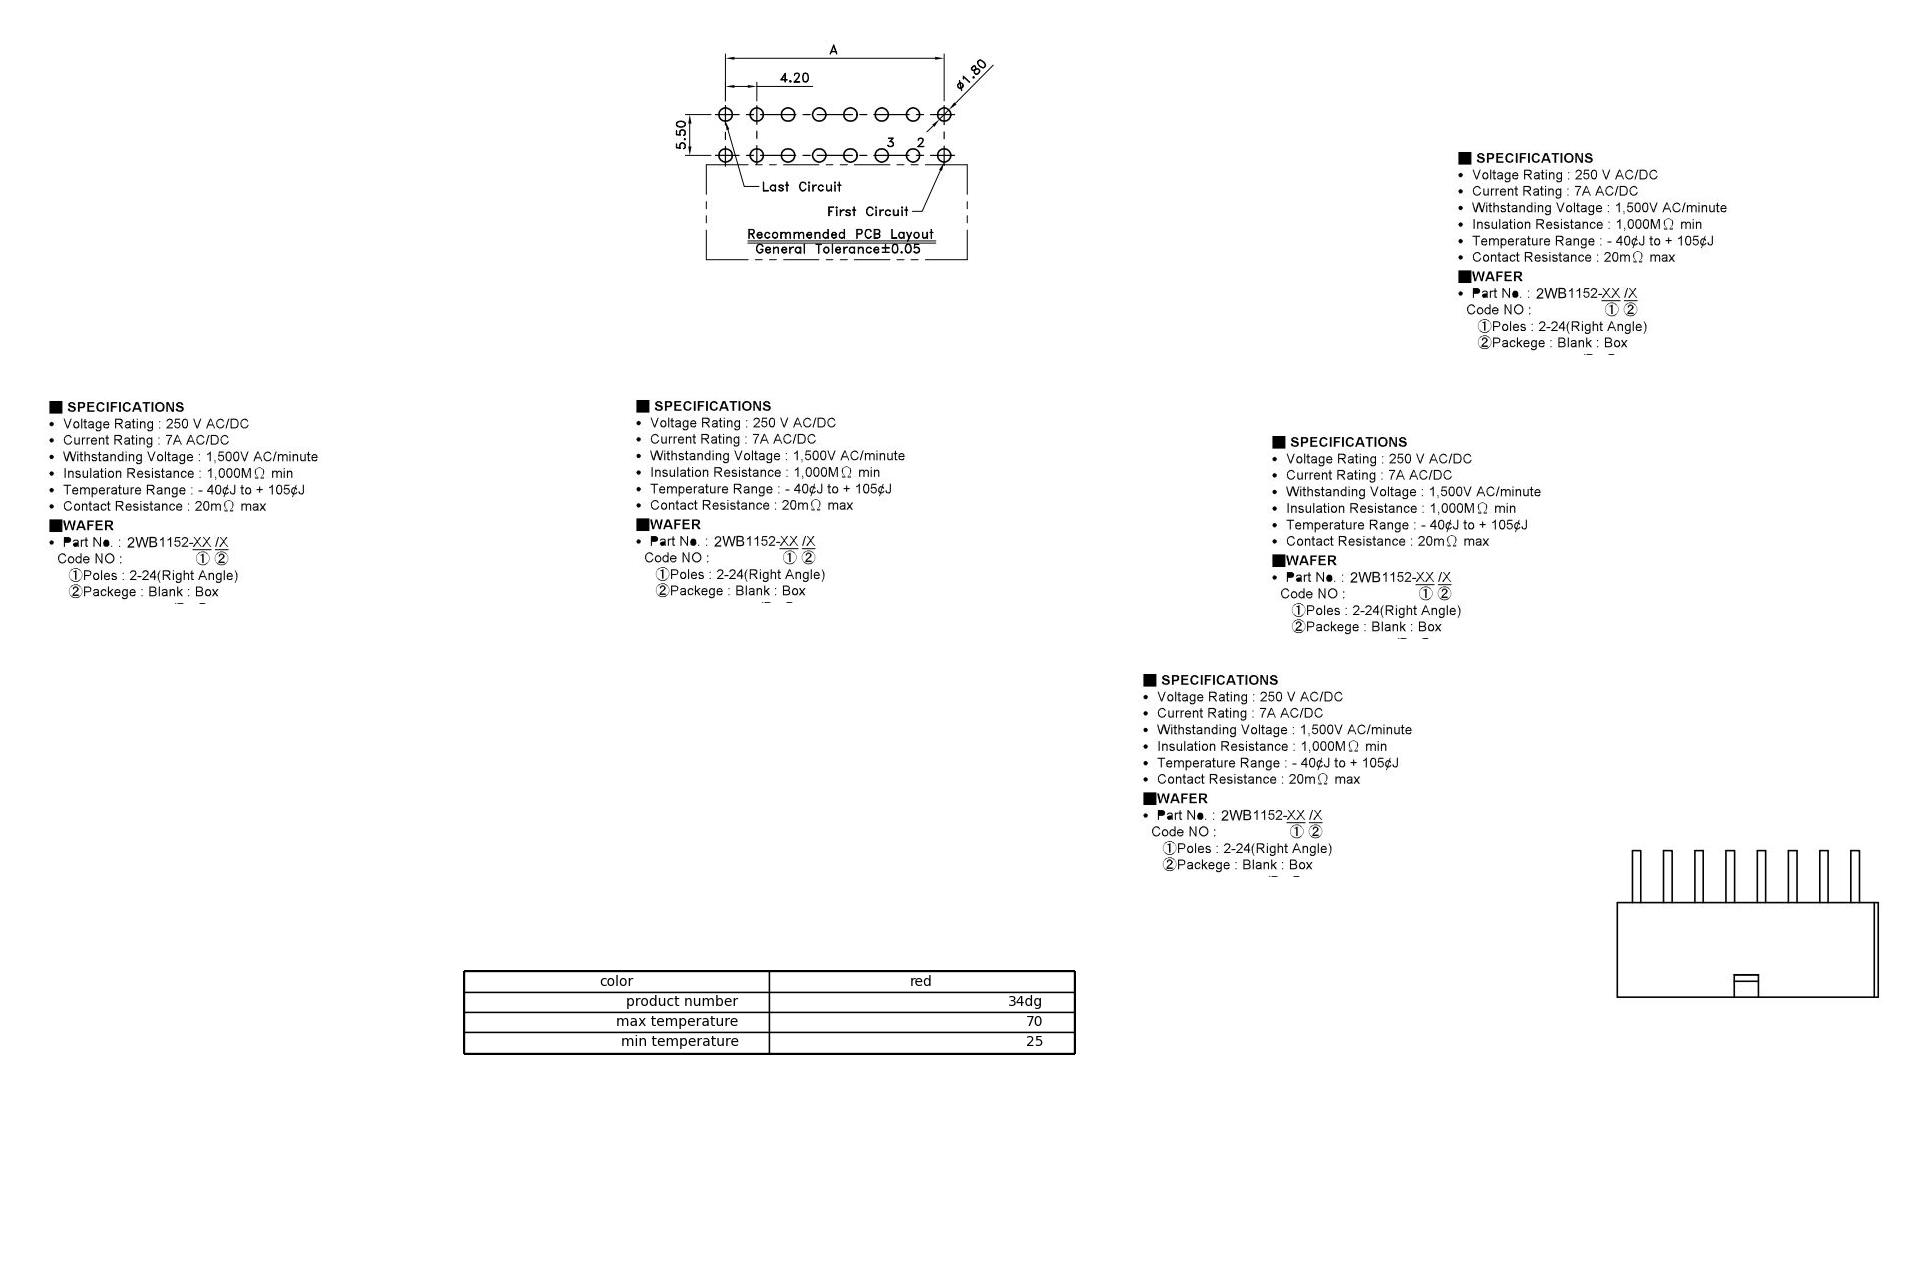 A
4.20
ø1.80
5.50
3 2
Last Circuit
First Circuit
Recommended PCB Layout
General Tolerance±0.05
■ SPECIFICATIONS
• Voltage Rating : 250 V AC/DC
• Current Rating : 7A AC/DC
• Withstanding Voltage : 1,500V AC/minute
• Insulation Resistance : 1,000MΩ min
• Temperature Range : - 40¢J to + 105¢J
• Contact Resistance : 20mΩ max
■WAFER
• Part No. : 2WB1152-XX /X
Code NO : ① ②
①Poles : 2-24(Right Angle)
②Packege : Blank : Box
■ SPECIFICATIONS
• Voltage Rating : 250 V AC/DC
• Current Rating : 7A AC/DC
• Withstanding Voltage : 1,500V AC/minute
• Insulation Resistance : 1,000MΩ min
• Temperature Range : - 40¢J to + 105¢J
• Contact Resistance : 20mΩ max
■WAFER
• Part No. : 2WB1152-XX /X
Code NO : ① ②
①Poles : 2-24(Right Angle)
②Packege : Blank : Box
■ SPECIFICATIONS
• Voltage Rating : 250 V AC/DC
• Current Rating : 7A AC/DC
• Withstanding Voltage : 1,500V AC/minute
• Insulation Resistance : 1,000MΩ min
• Temperature Range : - 40¢J to + 105¢J
• Contact Resistance : 20mΩ max
■WAFER
• Part No. : 2WB1152-XX /X
Code NO : ① ②
①Poles : 2-24(Right Angle)
②Packege : Blank : Box
■ SPECIFICATIONS
• Voltage Rating : 250 V AC/DC
• Current Rating : 7A AC/DC
• Withstanding Voltage : 1,500V AC/minute
• Insulation Resistance : 1,000MΩ min
• Temperature Range : - 40¢J to + 105¢J
• Contact Resistance : 20mΩ max
■WAFER
• Part No. : 2WB1152-XX /X
Code NO : ① ②
①Poles : 2-24(Right Angle)
②Packege : Blank : Box
■ SPECIFICATIONS
• Voltage Rating : 250 V AC/DC
• Current Rating : 7A AC/DC
• Withstanding Voltage : 1,500V AC/minute
• Insulation Resistance : 1,000MΩ min
• Temperature Range : - 40¢J to + 105¢J
• Contact Resistance : 20mΩ max
■WAFER
• Part No. : 2WB1152-XX /X
Code NO : ① ②
①Poles : 2-24(Right Angle)
②Packege : Blank : Box
color red
product number 34dg
max temperature 70
min temperature 25